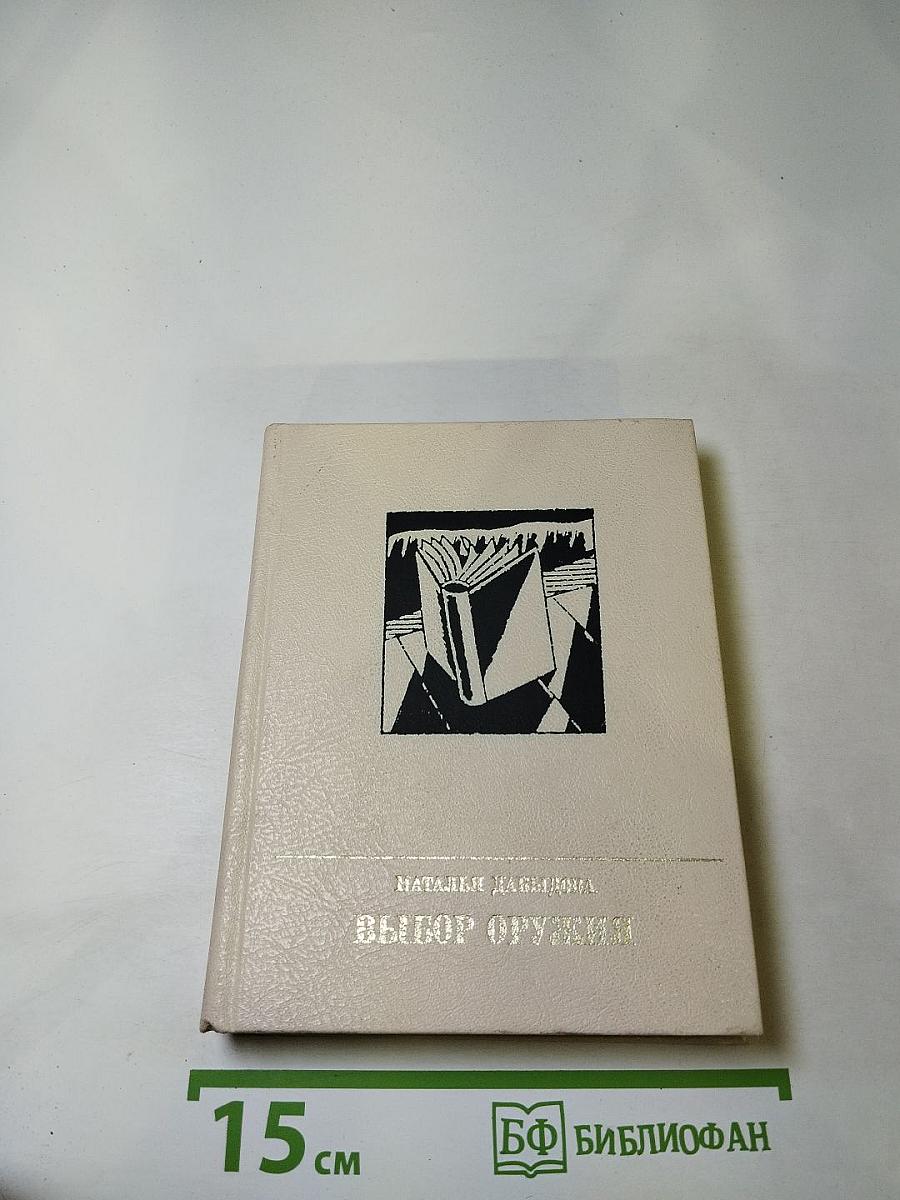 НАТАЛЬЯ ДАВЫДОВА
ВЫБОР ОРУЖИЯ
15 см
БФ БИБЛИОФАН